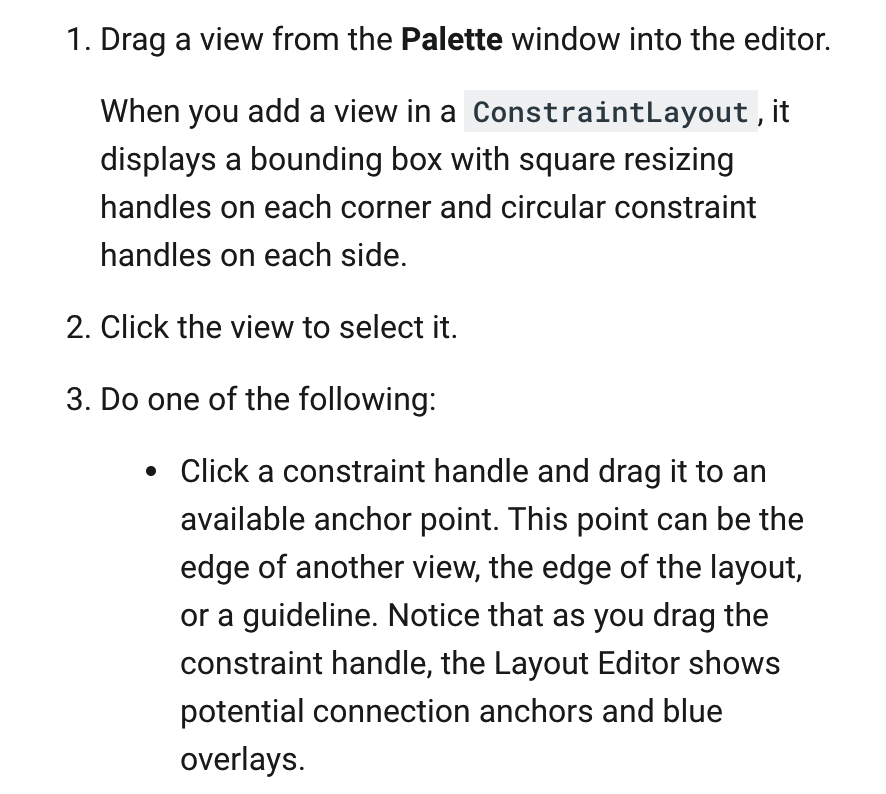 1. Drag a view from the Palette window into the editor.
When you add a view in a ConstraintLayout, it
displays a bounding box with square resizing
handles on each corner and circular constraint
handles on each side.
2. Click the view to select it.
3. Do one of the following:
• Click a constraint handle and drag it to an
available anchor point. This point can be the
edge of another view, the edge of the layout,
or a guideline. Notice that as you drag the
constraint handle, the Layout Editor shows
potential connection anchors and blue
overlays.